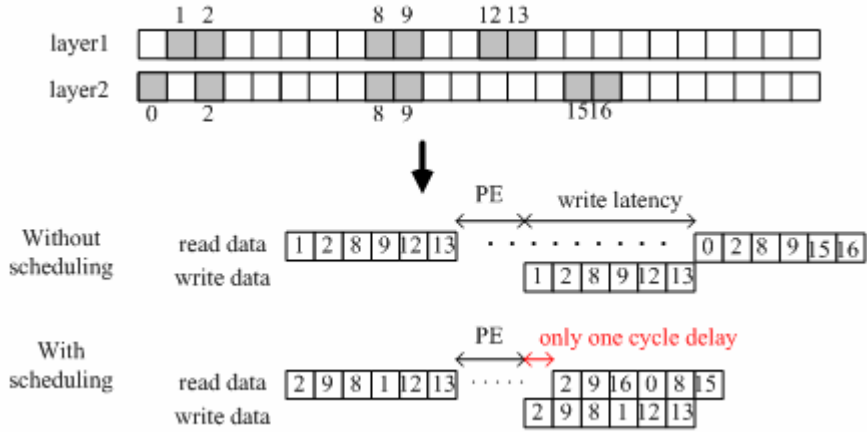 1 2 8 9 12 13
layer1
layer2
0 2 8 9 1516
PE write latency
Without scheduling
read data 1 2 8 9 12 13 0 2 8 9 15 16
write data 1 2 8 9 12 13
PE only one cycle delay
With scheduling
read data 2 9 8 1 12 13 2 9 16 0 8 15
write data 2 9 8 1 12 13